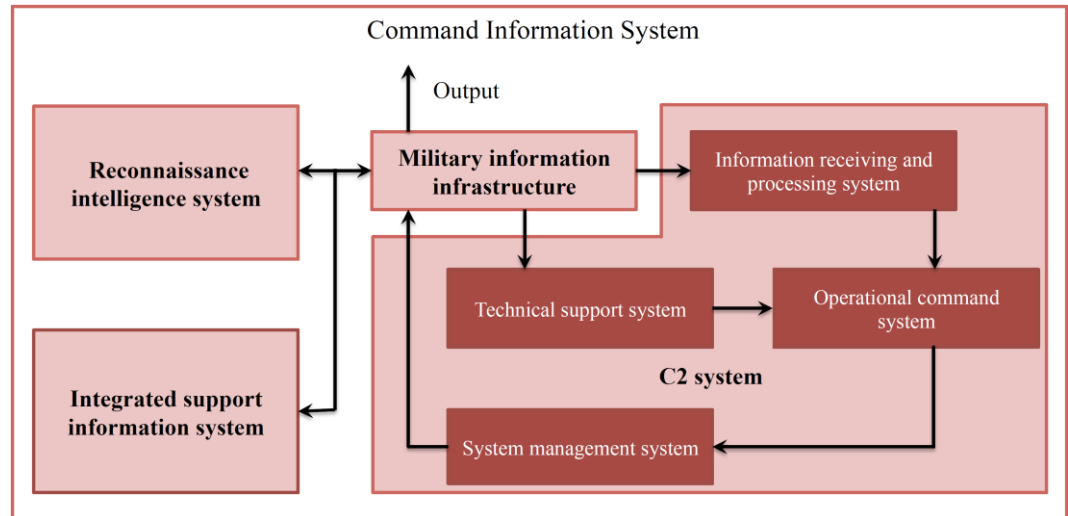 Command Information System
Output
Reconnaissance
intelligence system
Military information
infrastructure
Information receiving and
processing system
Technical support system
Operational command
system
C2 system
Integrated support
information system
System management system